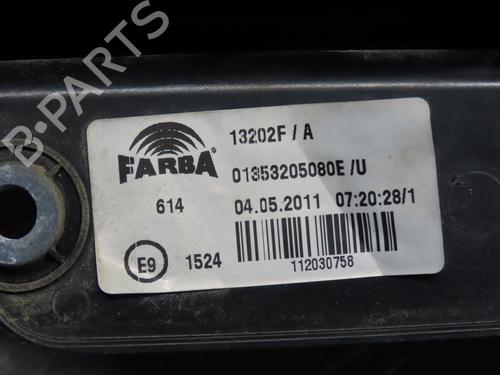 FARBA
13202F / A
01353205080E /U
614
04.05.2011 07:20:28/1
E9
1524
112030758
B-PARTS